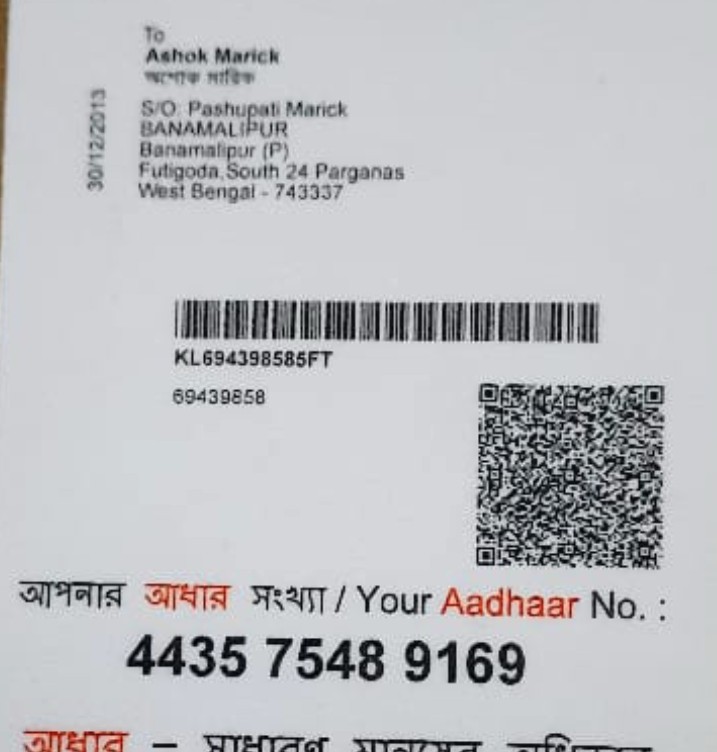 To
Ashok Marick
অশোক মারিক
S/O: Pashupati Marick
BANAMALIPUR
Banamalipur (P)
Futigoda,South 24 Parganas
West Bengal - 743337
30/12/2013
KL694398585FT
69439858
আপনার আধার সংখ্যা / Your Aadhaar No. :
4435 7548 9169
আধার – সাধারণ মানুষের অধিকার